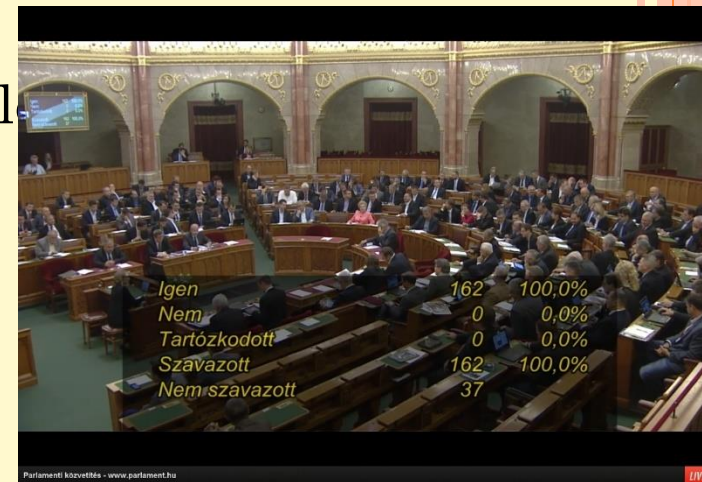 Igen 162 100,0%
Nem 0 0,0%
Tartózkodott 0 0,0%
Szavazott 162 100,0%
Nem szavazott 37
Parlamenti közvetítés - www.parlament.hu